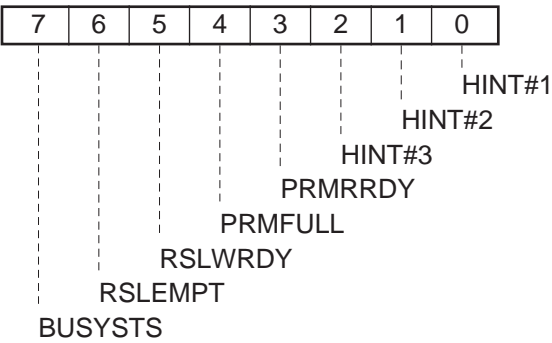 7 6 5 4 3 2 1 0
HINT#1
HINT#2
HINT#3
PRMRRDY
PRMFULL
RSLWRDY
RSLEMPT
BUSYSTS